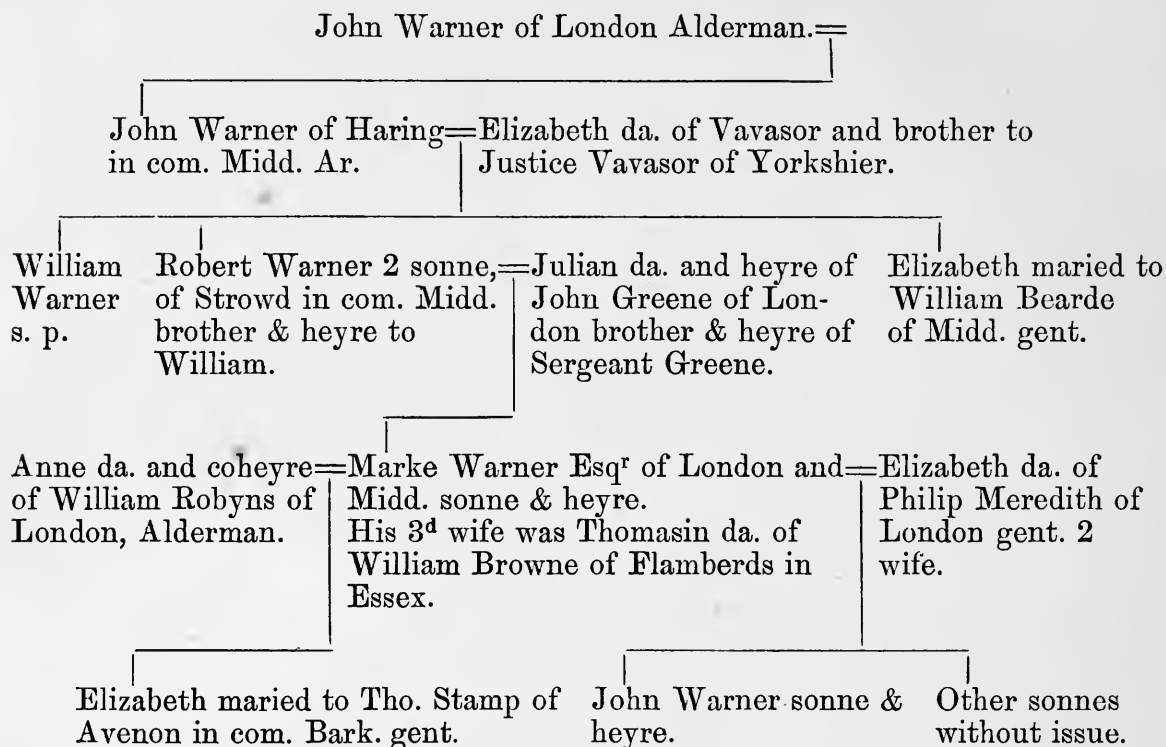 John Warner of London Alderman.=
John Warner of Haring=Elizabeth da. of Vavasor and brother to
in com. Midd. Ar.
Justice Vavasor of Yorkshier.
William
Warner
s. p.
Robert Warner 2 sonne,=Julian da. and heyre of
of Strowd in com. Midd.
brother & heyre to
William.
John Greene of Lon-
don brother & heyre of
Sergeant Greene.
Elizabeth maried to
William Bearde
of Midd. gent.
Anne da. and coheyre=Marke Warner Esqr of London and=Elizabeth da. of
of William Robyns of
London, Alderman.
Midd. sonne & heyre.
His 3d wife was Thomasin da. of
William Browne of Flamberds in
Essex.
Philip Meredith of
London gent. 2
wife.
Elizabeth maried to Tho. Stamp of
Avenon in com. Bark. gent.
John Warner sonne &
heyre.
Other sonnes
without issue.